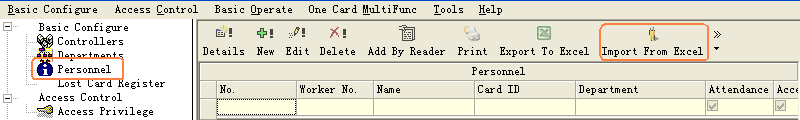 Basic Configure Access Control Basic Operate One Card MultiFunc Tools Help
Basic Configure
Controllers
Departments
Personnel
Lost Card Register
Access Control
Access Privilege
Details New Edit Delete Add By Reader Print Export To Excel Import From Excel
Personnel
No. Worker No. Name Card ID Department Attendance Acce